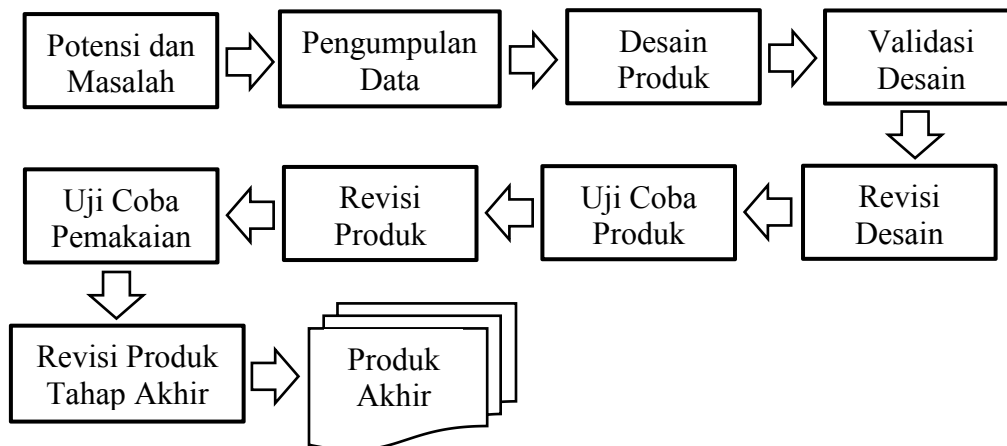 Potensi dan
Masalah
Pengumpulan
Data
Desain
Produk
Validasi
Desain
Revisi
Desain
Uji Coba
Produk
Revisi
Produk
Uji Coba
Pemakaian
Revisi Produk
Tahap Akhir
Produk
Akhir